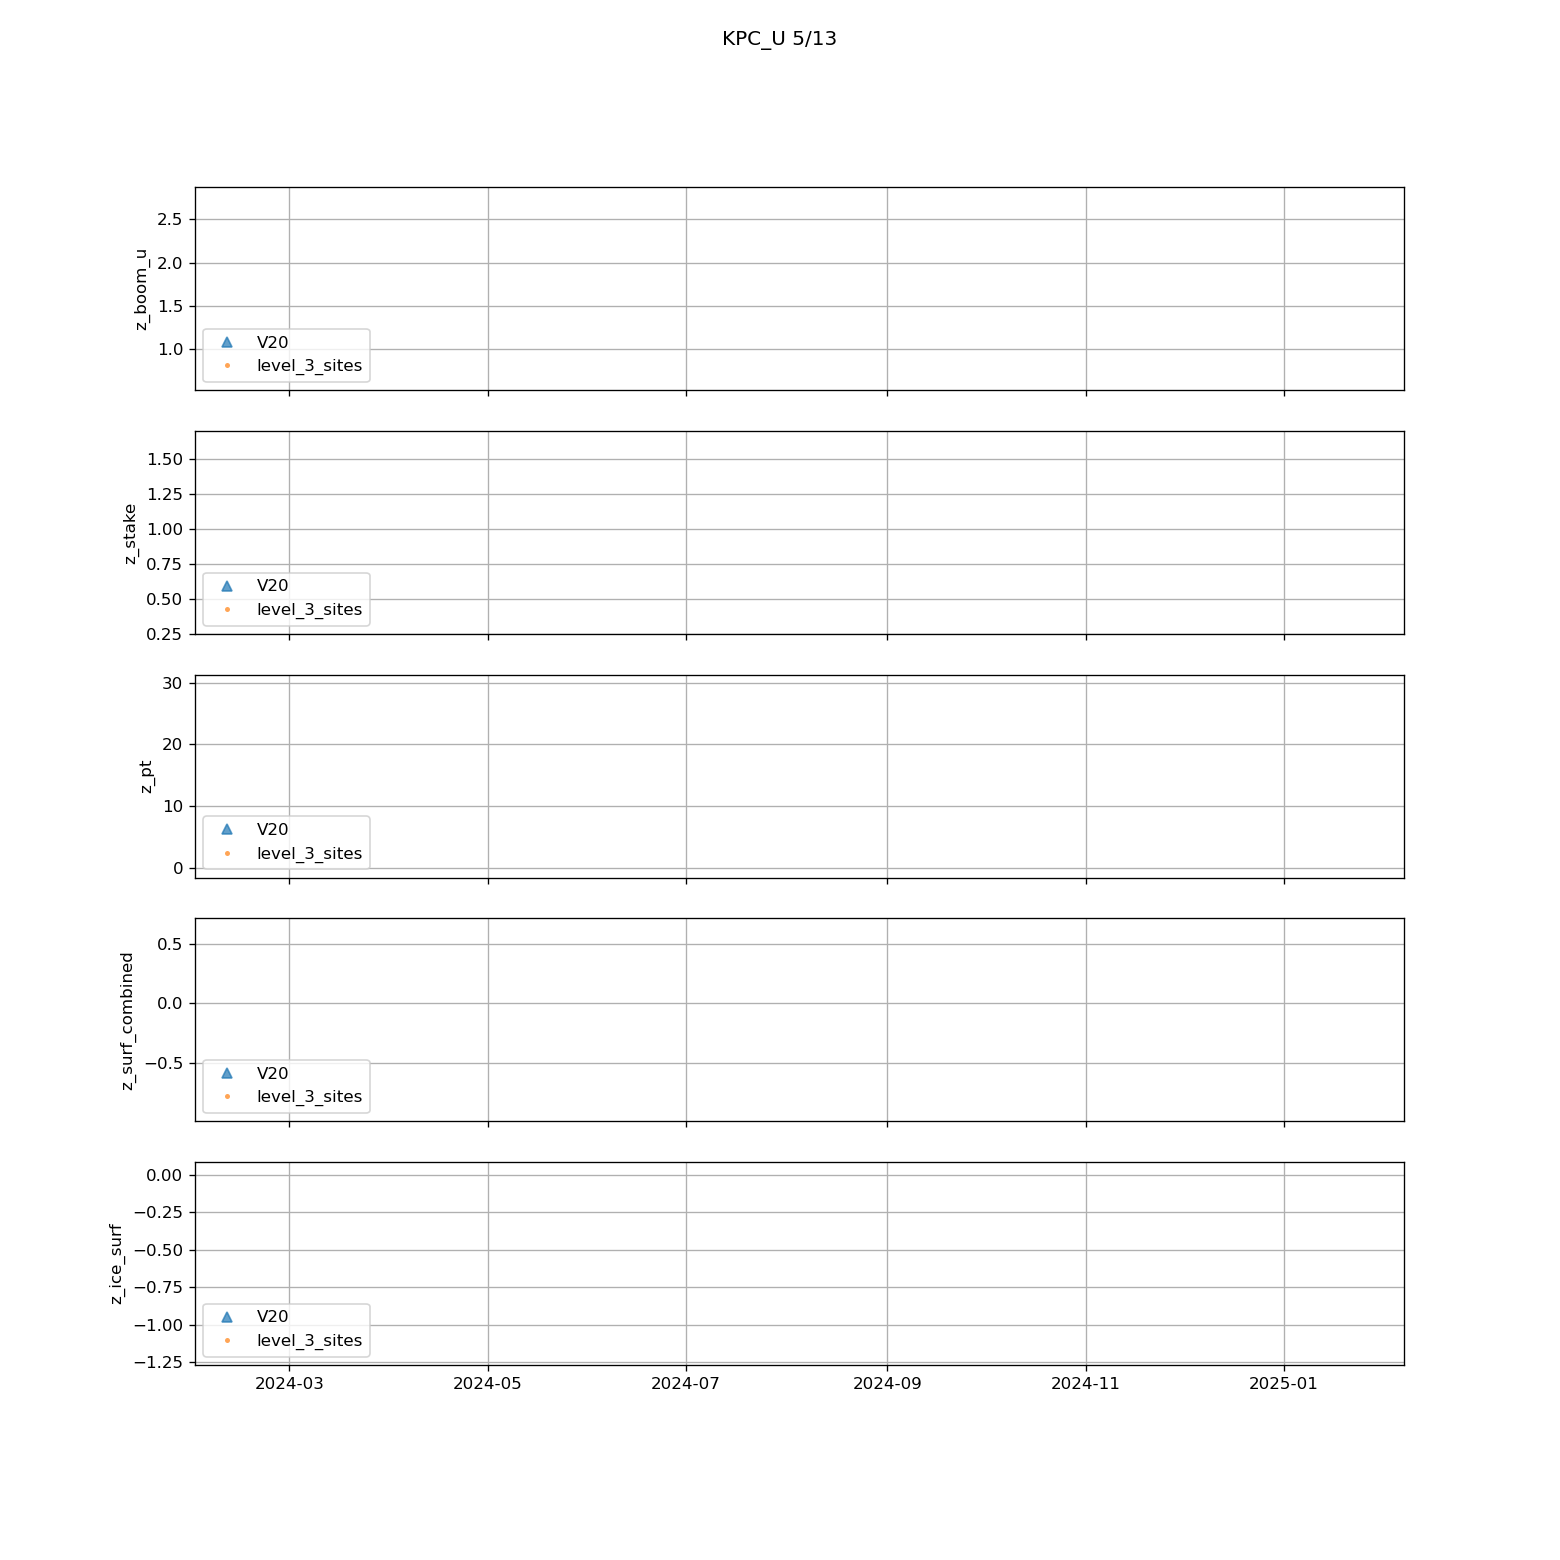 KPC_U 5/13
z_boom_u
2.5
2.0
1.5
1.0
V20
level_3_sites
z_stake
1.50
1.25
1.00
0.75
0.50
0.25
V20
level_3_sites
z_pt
30
20
10
0
V20
level_3_sites
z_surf_combined
0.5
0.0
−0.5
V20
level_3_sites
z_ice_surf
0.00
−0.25
−0.50
−0.75
−1.00
−1.25
V20
level_3_sites
2024-03 2024-05 2024-07 2024-09 2024-11 2025-01